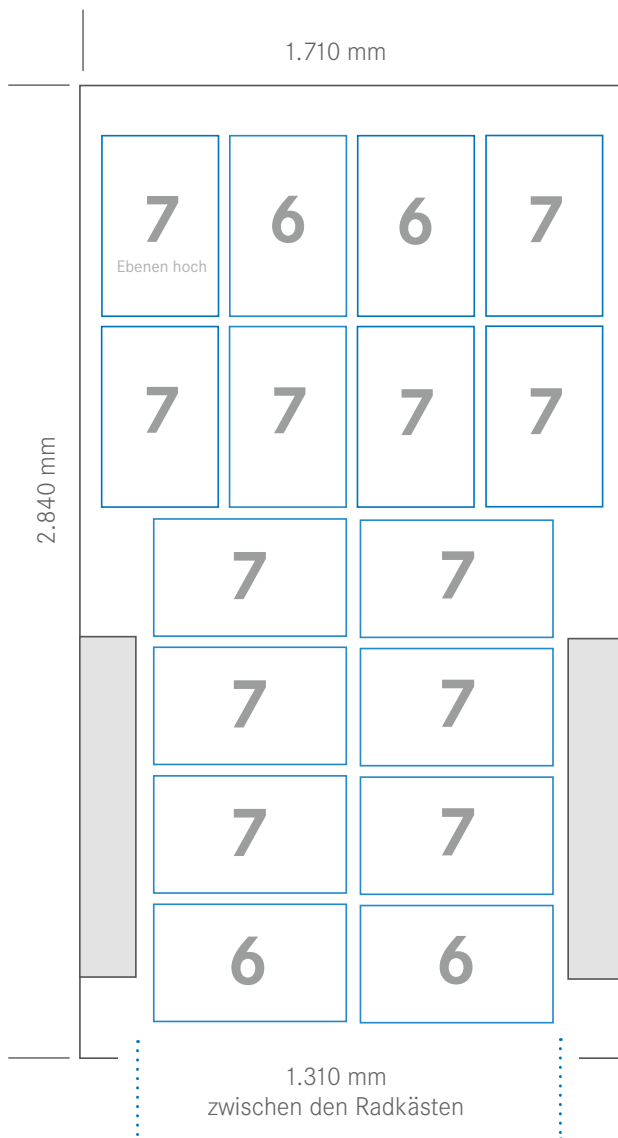 1.710 mm
7 6 6 7
Ebenen hoch
7 7 7 7
2.840 mm
7 7
7 7
7 7
6 6
1.310 mm
zwischen den Radkästen